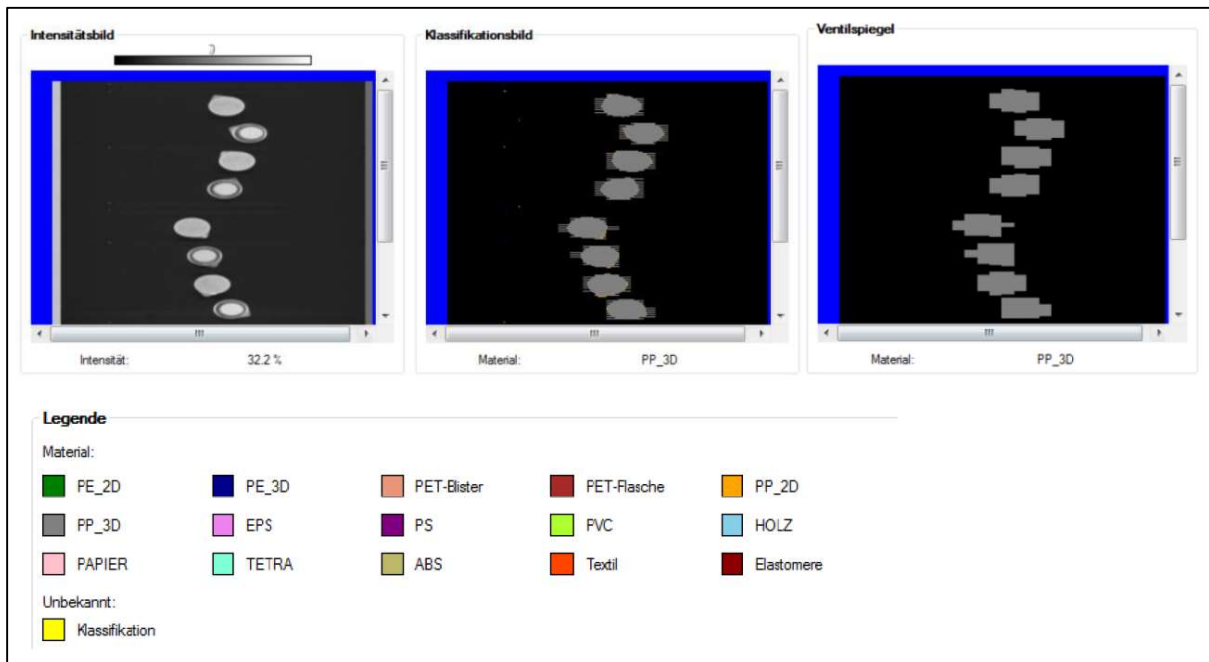 Intensitätsbild
Klassifikationsbild
Ventilspiegel
Intensität: 32.2 %
Material: PP_3D
Material: PP_3D
Legende
Material:
PE_2D PE_3D PET-Blister PET-Flasche PP_2D
PP_3D EPS PS PVC HOLZ
PAPIER TETRA ABS Textil Elastomere
Unbekannt:
Klassifikation